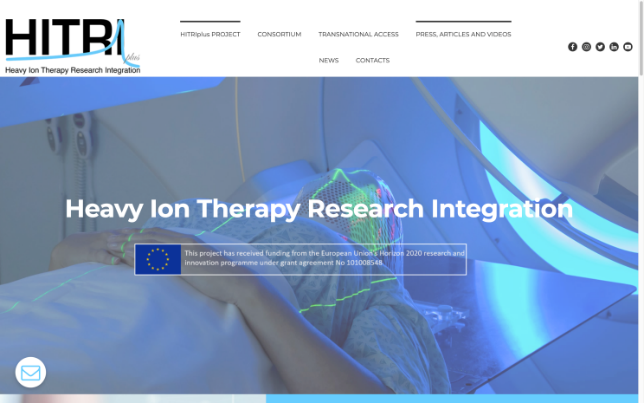 HITRI
plus
Heavy Ion Therapy Research Integration
HITRIplus PROJECT
CONSORTIUM
TRANSNATIONAL ACCESS
PRESS, ARTICLES AND VIDEOS
NEWS
CONTACTS
Heavy Ion Therapy Research Integration
This project has received funding from the European Union's Horizon 2020 research and
innovation programme under grant agreement No 101008548.